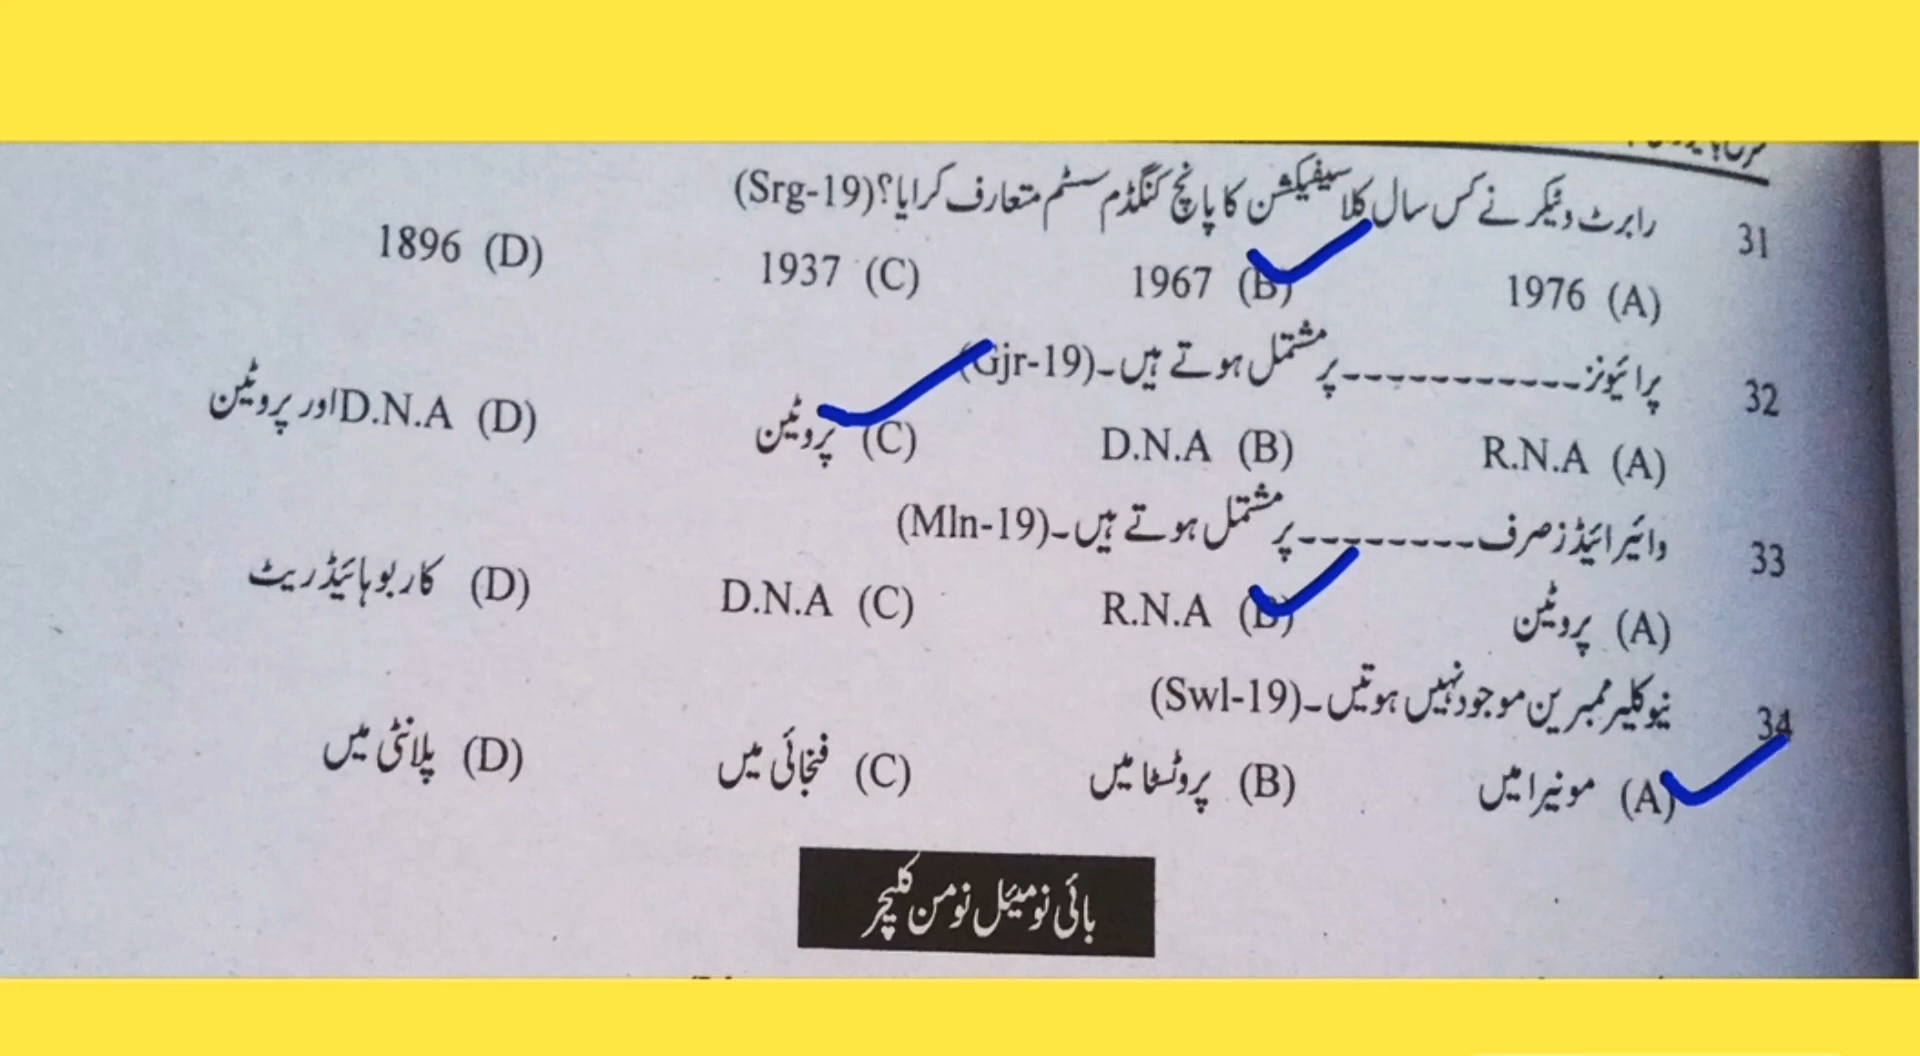 31 رابرٹ وٹیکر نے کس سال کلاسیفیکیشن کا پانچ کنگڈم سسٹم متعارف کرایا؟ (Srg-19)
(A) 1976 (B) 1967 (C) 1937 (D) 1896
32 پرائیونز ----------- پر مشتمل ہوتے ہیں۔ (Gjr-19)
(A) R.N.A (B) D.N.A (C) پروٹین (D) D.N.A اور پروٹین
33 وائیرائیڈز صرف -------- پر مشتمل ہوتے ہیں۔ (Mln-19)
(A) پروٹین (B) R.N.A (C) D.N.A (D) کاربوہائیڈریٹ
34 نیوکلیئر ممبرین موجود نہیں ہوتیں۔ (Swl-19)
(A) مونیرا میں (B) پروٹسٹا میں (C) فنجائی میں (D) پلانٹی میں
بائی نومیئل نومن کلیچر